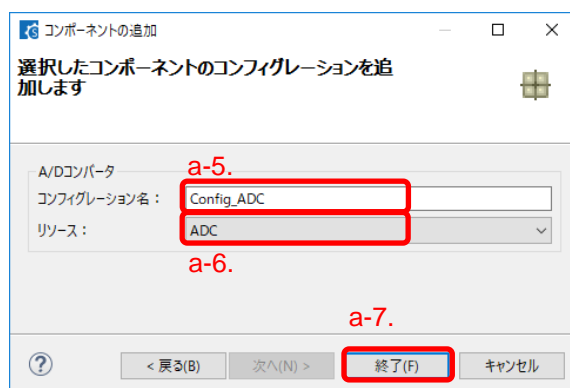 コンポーネントの追加
選択したコンポーネントのコンフィグレーションを追
加します
A/Dコンバータ
a-5.
コンフィグレーション名：
Config_ADC
リソース：
ADC
a-6.
a-7.
?
< 戻る(B)
次へ(N) >
終了(F)
キャンセル